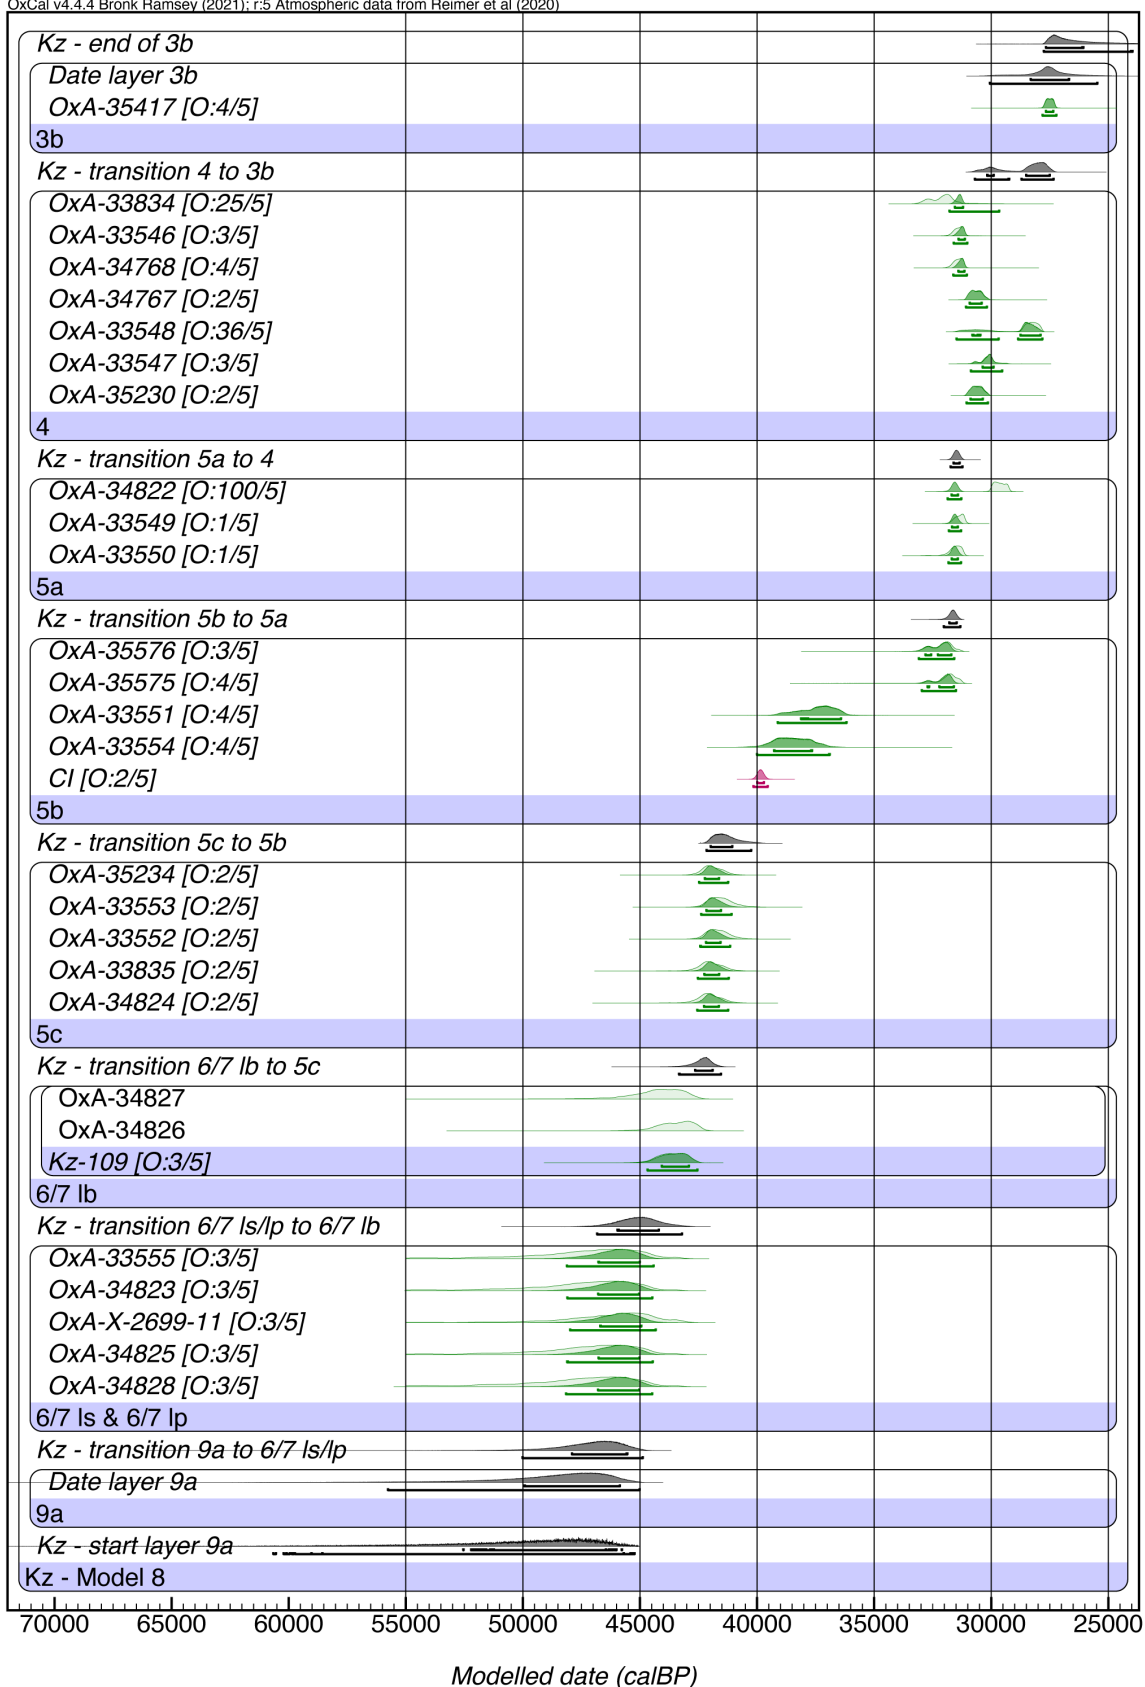 OxCal v4.4.4 Bronk Ramsey (2021); r:5 Atmospheric data from Reimer et al (2020)
Kz - end of 3b
Date layer 3b
OxA-35417 [O:4/5]
3b
Kz - transition 4 to 3b
OxA-33834 [O:25/5]
OxA-33546 [O:3/5]
OxA-34768 [O:4/5]
OxA-34767 [O:2/5]
OxA-33548 [O:36/5]
OxA-33547 [O:3/5]
OxA-35230 [O:2/5]
4
Kz - transition 5a to 4
OxA-34822 [O:100/5]
OxA-33549 [O:1/5]
OxA-33550 [O:1/5]
5a
Kz - transition 5b to 5a
OxA-35576 [O:3/5]
OxA-35575 [O:4/5]
OxA-33551 [O:4/5]
OxA-33554 [O:4/5]
CI [O:2/5]
5b
Kz - transition 5c to 5b
OxA-35234 [O:2/5]
OxA-33553 [O:2/5]
OxA-33552 [O:2/5]
OxA-33835 [O:2/5]
OxA-34824 [O:2/5]
5c
Kz - transition 6/7 lb to 5c
OxA-34827
OxA-34826
Kz-109 [O:3/5]
6/7 lb
Kz - transition 6/7 ls/lp to 6/7 lb
OxA-33555 [O:3/5]
OxA-34823 [O:3/5]
OxA-X-2699-11 [O:3/5]
OxA-34825 [O:3/5]
OxA-34828 [O:3/5]
6/7 ls & 6/7 lp
Kz - transition 9a to 6/7 ls/lp
Date layer 9a
9a
Kz - start layer 9a
Kz - Model 8
70000 65000 60000 55000 50000 45000 40000 35000 30000 25000
Modelled date (calBP)